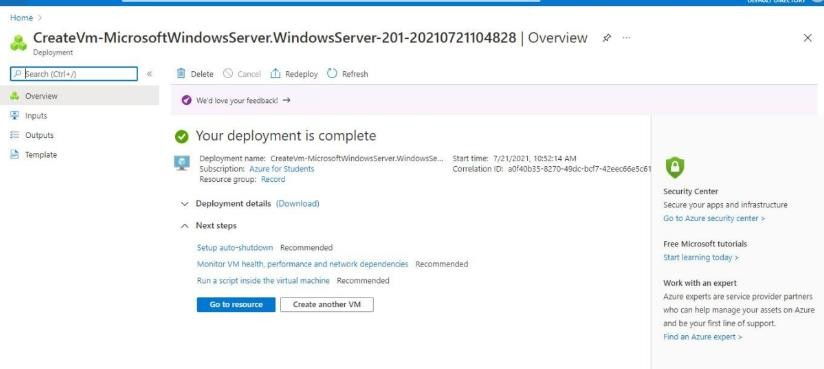 DEFAULT DIRECTORY
Home >
CreateVm-MicrosoftWindowsServer.WindowsServer-201-20210721104828 | Overview
Deployment
Search (Ctrl+/)
«
Delete Cancel Redeploy Refresh
Overview
Inputs
Outputs
Template
We'd love your feedback! →
Your deployment is complete
Deployment name: CreateVm-MicrosoftWindowsServer.WindowsSe... Start time: 7/21/2021, 10:52:14 AM
Subscription: Azure for Students Correlation ID: a0f40b35-8270-49dc-bcf7-42eec66e5c61
Resource group: Record
Deployment details (Download)
Next steps
Setup auto-shutdown Recommended
Monitor VM health, performance and network dependencies Recommended
Run a script inside the virtual machine Recommended
Go to resource Create another VM
Security Center
Secure your apps and infrastructure
Go to Azure security center >
Free Microsoft tutorials
Start learning today >
Work with an expert
Azure experts are service provider partners
who can help manage your assets on Azure
and be your first line of support.
Find an Azure expert >